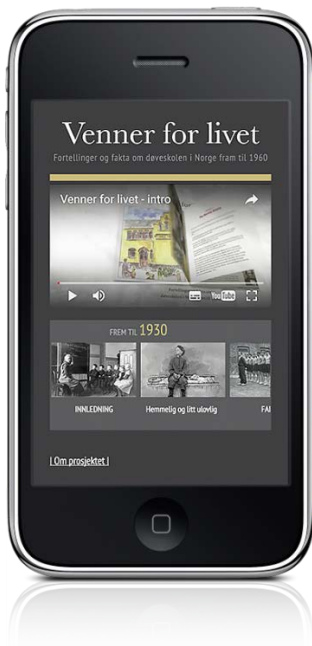 Venner for livet
Fortellinger og fakta om døveskolen i Norge fram til 1960
Venner for livet - intro
YouTube
FREM TIL 1930
INNLEDNING
Hemmelig og litt ulovlig
FA
| Om prosjektet |